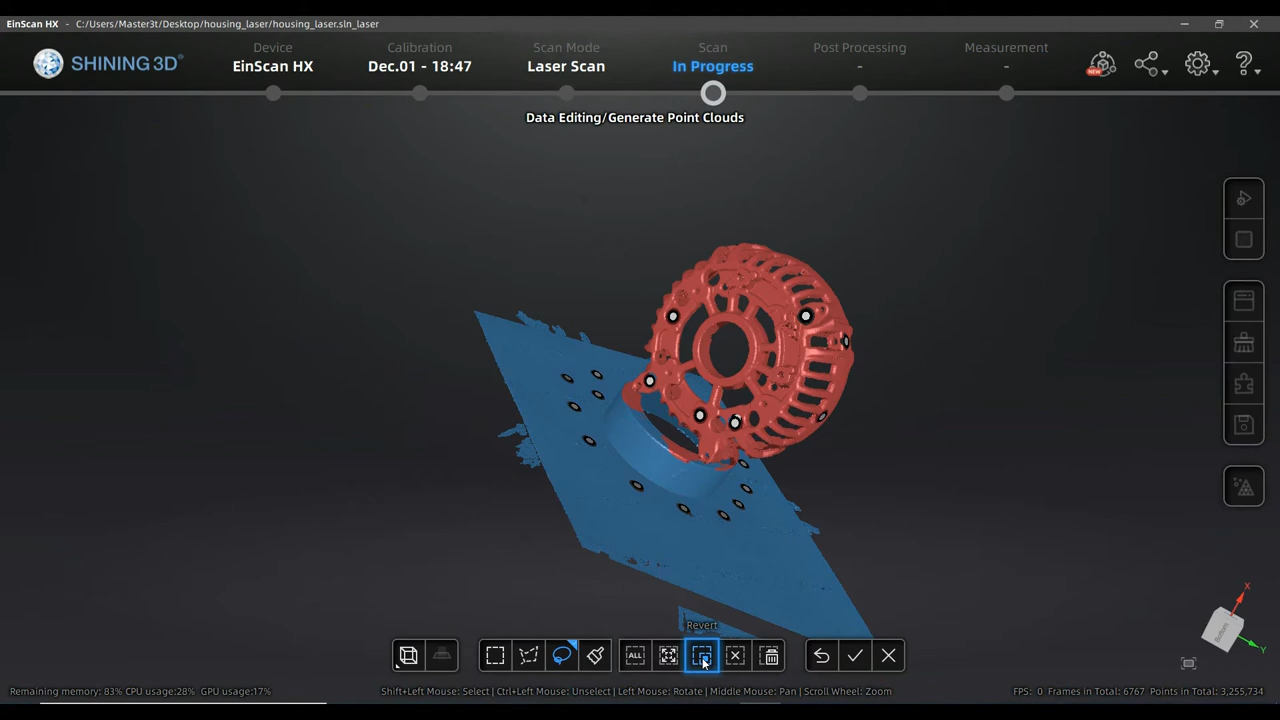 EinScan HX - C:/Users/Master3t/Desktop/housing_laser/housing_laser.sln_laser
SHINING 3D®
Device
EinScan HX
Calibration
Dec.01 - 18:47
Scan Mode
Laser Scan
Scan
In Progress
Post Processing
-
Measurement
-
NEW
Data Editing/Generate Point Clouds
X
Bottom
Y
Revert
ALL
Remaining memory: 83% CPU usage:28% GPU usage:17%
Shift+Left Mouse: Select | Ctrl+Left Mouse: Unselect | Left Mouse: Rotate | Middle Mouse: Pan | Scroll Wheel: Zoom
FPS: 0 Frames in Total: 6767 Points in Total: 3,255,734